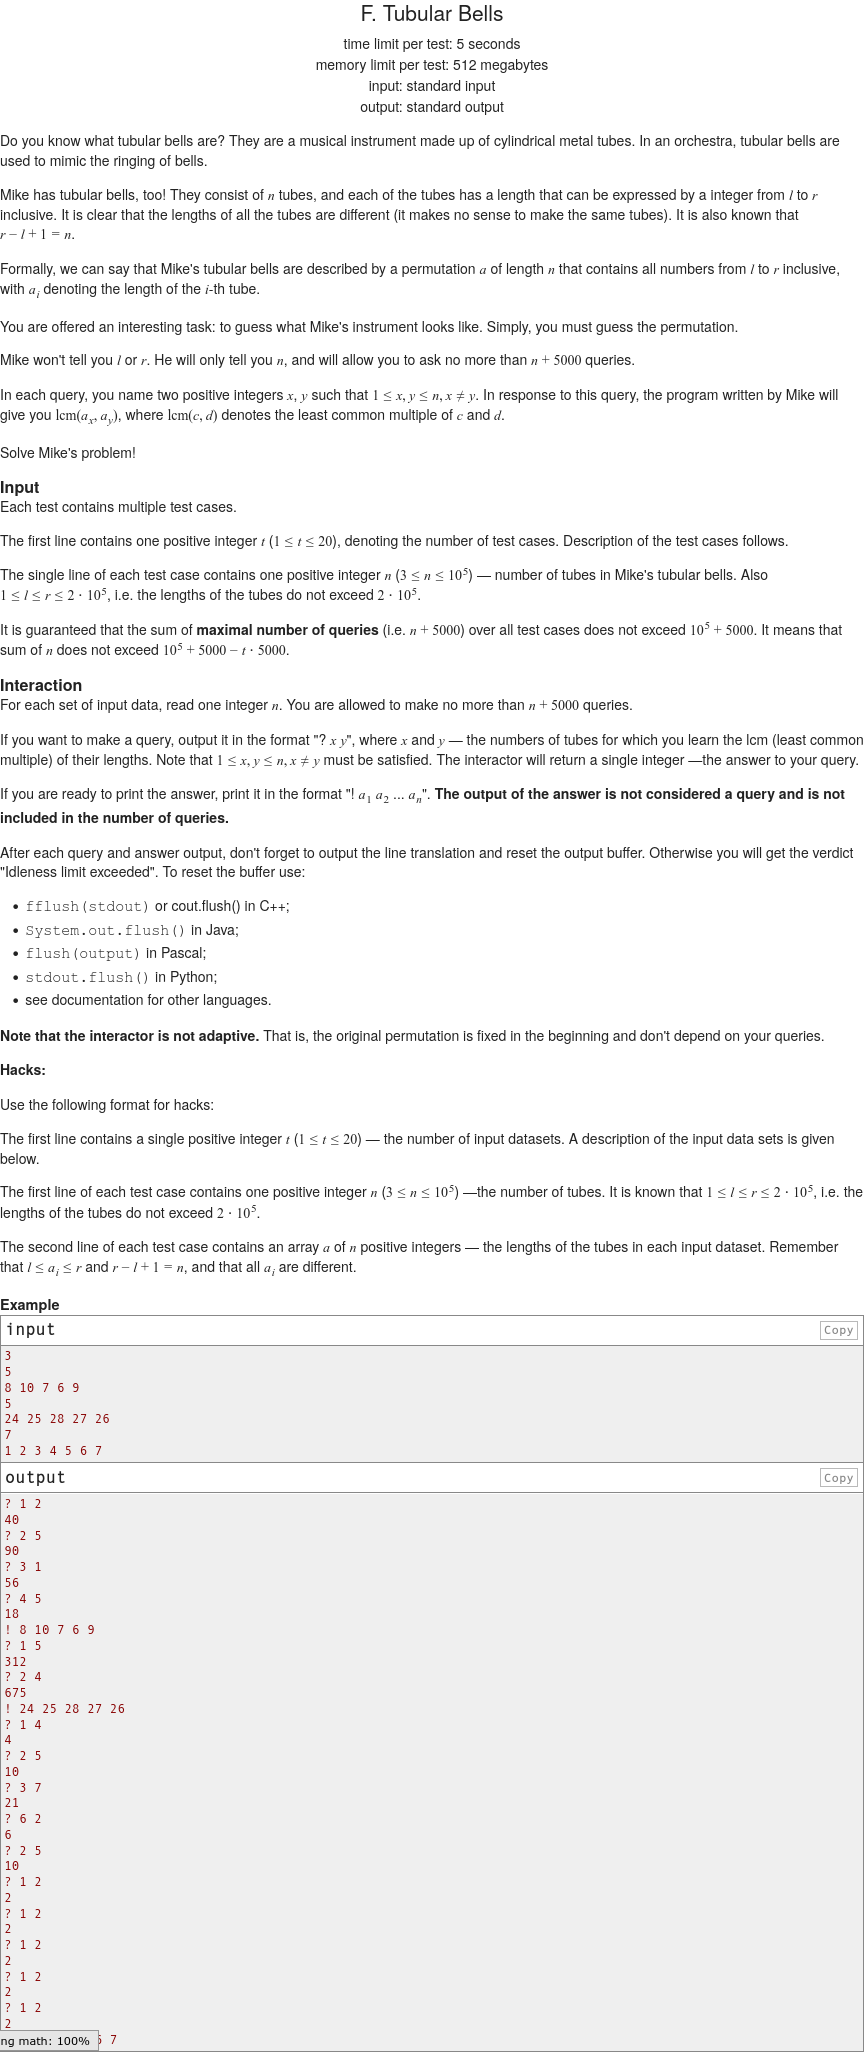 F. Tubular Bells
time limit per test: 5 seconds
memory limit per test: 512 megabytes
input: standard input
output: standard output
Do you know what tubular bells are? They are a musical instrument made up of cylindrical metal tubes. In an orchestra, tubular bells are
used to mimic the ringing of bells.
Mike has tubular bells, too! They consist of n tubes, and each of the tubes has a length that can be expressed by a integer from l to r
inclusive. It is clear that the lengths of all the tubes are different (it makes no sense to make the same tubes). It is also known that
r − l + 1 = n.
Formally, we can say that Mike's tubular bells are described by a permutation a of length n that contains all numbers from l to r inclusive,
with a_i denoting the length of the i-th tube.
You are offered an interesting task: to guess what Mike's instrument looks like. Simply, you must guess the permutation.
Mike won't tell you l or r. He will only tell you n, and will allow you to ask no more than n + 5000 queries.
In each query, you name two positive integers x, y such that 1 ≤ x, y ≤ n, x ≠ y. In response to this query, the program written by Mike will
give you lcm(a_x, a_y), where lcm(c, d) denotes the least common multiple of c and d.
Solve Mike's problem!
Input
Each test contains multiple test cases.
The first line contains one positive integer t (1 ≤ t ≤ 20), denoting the number of test cases. Description of the test cases follows.
The single line of each test case contains one positive integer n (3 ≤ n ≤ 10^5) — number of tubes in Mike's tubular bells. Also
1 ≤ l ≤ r ≤ 2 · 10^5, i.e. the lengths of the tubes do not exceed 2 · 10^5.
It is guaranteed that the sum of maximal number of queries (i.e. n + 5000) over all test cases does not exceed 10^5 + 5000. It means that
sum of n does not exceed 10^5 + 5000 − t · 5000.
Interaction
For each set of input data, read one integer n. You are allowed to make no more than n + 5000 queries.
If you want to make a query, output it in the format "? x y", where x and y — the numbers of tubes for which you learn the lcm (least common
multiple) of their lengths. Note that 1 ≤ x, y ≤ n, x ≠ y must be satisfied. The interactor will return a single integer —the answer to your query.
If you are ready to print the answer, print it in the format "! a_1 a_2 ... a_n". The output of the answer is not considered a query and is not
included in the number of queries.
After each query and answer output, don't forget to output the line translation and reset the output buffer. Otherwise you will get the verdict
"Idleness limit exceeded". To reset the buffer use:
• fflush(stdout) or cout.flush() in C++;
• System.out.flush() in Java;
• flush(output) in Pascal;
• stdout.flush() in Python;
• see documentation for other languages.
Note that the interactor is not adaptive. That is, the original permutation is fixed in the beginning and don't depend on your queries.
Hacks:
Use the following format for hacks:
The first line contains a single positive integer t (1 ≤ t ≤ 20) — the number of input datasets. A description of the input data sets is given
below.
The first line of each test case contains one positive integer n (3 ≤ n ≤ 10^5) —the number of tubes. It is known that 1 ≤ l ≤ r ≤ 2 · 10^5, i.e. the
lengths of the tubes do not exceed 2 · 10^5.
The second line of each test case contains an array a of n positive integers — the lengths of the tubes in each input dataset. Remember
that l ≤ a_i ≤ r and r − l + 1 = n, and that all a_i are different.
Example
input Copy
3
5
8 10 7 6 9
5
24 25 28 27 26
7
1 2 3 4 5 6 7
output Copy
? 1 2
40
? 2 5
90
? 3 1
56
? 4 5
18
! 8 10 7 6 9
? 1 5
312
? 2 4
675
! 24 25 28 27 26
? 1 4
4
? 2 5
10
? 3 7
21
? 6 2
6
? 2 5
10
? 1 2
2
? 1 2
2
? 1 2
2
? 1 2
2
? 1 2
2
ng math: 100% 7